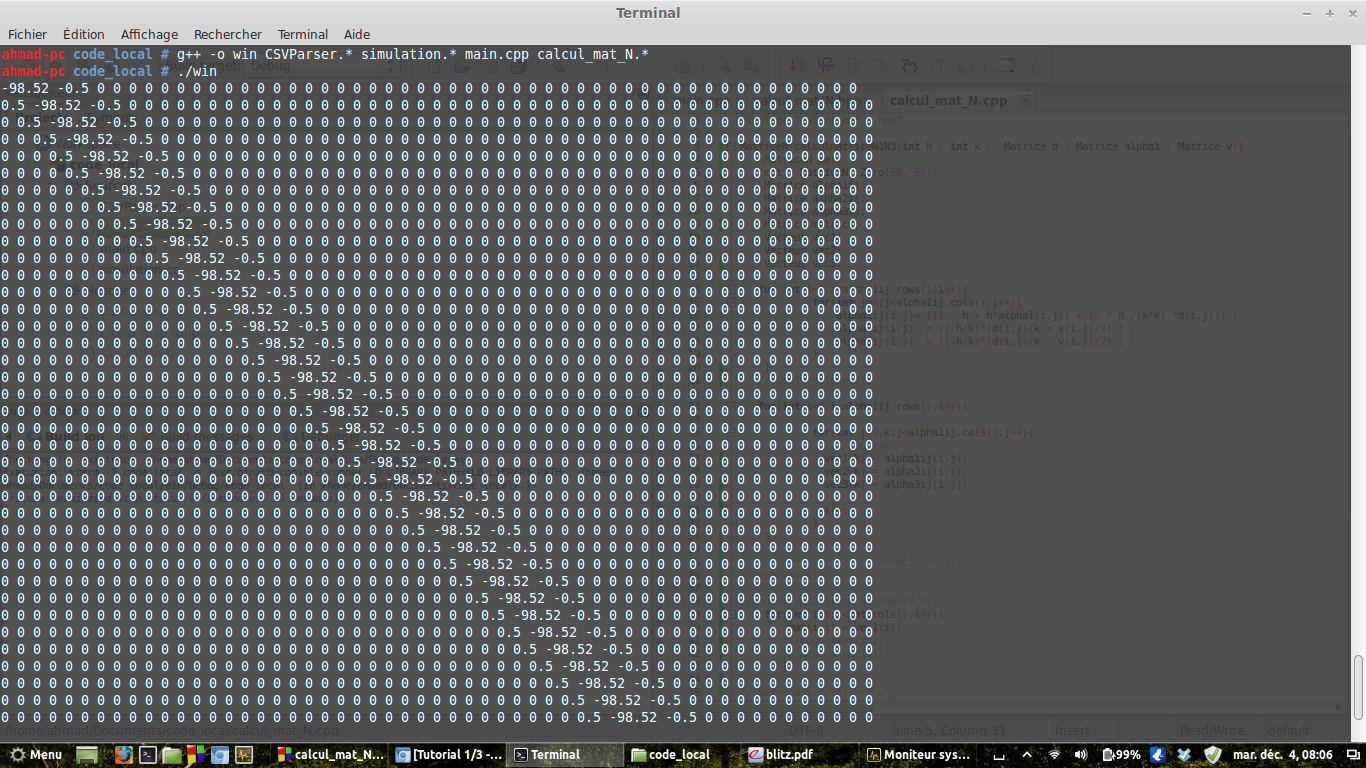 Terminal
Fichier Édition Affichage Rechercher Terminal Aide
ahmad-pc code_local # g++ -o win CSVParser.* simulation.* main.cpp calcul_mat_N.*
ahmad-pc code_local # ./win
-98.52 -0.5 0 0 0 0 0 0 0 0 0 0 0 0 0 0 0 0 0 0 0 0 0 0 0 0 0 0 0 0 0 0 0 0 0 0 0 0 0 0 0 0 0 0 0 0 0 0 0 0
0.5 -98.52 -0.5 0 0 0 0 0 0 0 0 0 0 0 0 0 0 0 0 0 0 0 0 0 0 0 0 0 0 0 0 0 0 0 0 0 0 0 0 0 0 0 0 0 0 0 0 0 0 0
0 0.5 -98.52 -0.5 0 0 0 0 0 0 0 0 0 0 0 0 0 0 0 0 0 0 0 0 0 0 0 0 0 0 0 0 0 0 0 0 0 0 0 0 0 0 0 0 0 0 0 0 0 0
0 0 0.5 -98.52 -0.5 0 0 0 0 0 0 0 0 0 0 0 0 0 0 0 0 0 0 0 0 0 0 0 0 0 0 0 0 0 0 0 0 0 0 0 0 0 0 0 0 0 0 0 0 0
0 0 0 0.5 -98.52 -0.5 0 0 0 0 0 0 0 0 0 0 0 0 0 0 0 0 0 0 0 0 0 0 0 0 0 0 0 0 0 0 0 0 0 0 0 0 0 0 0 0 0 0 0 0
0 0 0 0 0.5 -98.52 -0.5 0 0 0 0 0 0 0 0 0 0 0 0 0 0 0 0 0 0 0 0 0 0 0 0 0 0 0 0 0 0 0 0 0 0 0 0 0 0 0 0 0 0 0
0 0 0 0 0 0.5 -98.52 -0.5 0 0 0 0 0 0 0 0 0 0 0 0 0 0 0 0 0 0 0 0 0 0 0 0 0 0 0 0 0 0 0 0 0 0 0 0 0 0 0 0 0 0
0 0 0 0 0 0 0.5 -98.52 -0.5 0 0 0 0 0 0 0 0 0 0 0 0 0 0 0 0 0 0 0 0 0 0 0 0 0 0 0 0 0 0 0 0 0 0 0 0 0 0 0 0 0
0 0 0 0 0 0 0 0.5 -98.52 -0.5 0 0 0 0 0 0 0 0 0 0 0 0 0 0 0 0 0 0 0 0 0 0 0 0 0 0 0 0 0 0 0 0 0 0 0 0 0 0 0 0
0 0 0 0 0 0 0 0 0.5 -98.52 -0.5 0 0 0 0 0 0 0 0 0 0 0 0 0 0 0 0 0 0 0 0 0 0 0 0 0 0 0 0 0 0 0 0 0 0 0 0 0 0 0
0 0 0 0 0 0 0 0 0 0.5 -98.52 -0.5 0 0 0 0 0 0 0 0 0 0 0 0 0 0 0 0 0 0 0 0 0 0 0 0 0 0 0 0 0 0 0 0 0 0 0 0 0 0
0 0 0 0 0 0 0 0 0 0 0.5 -98.52 -0.5 0 0 0 0 0 0 0 0 0 0 0 0 0 0 0 0 0 0 0 0 0 0 0 0 0 0 0 0 0 0 0 0 0 0 0 0 0
0 0 0 0 0 0 0 0 0 0 0 0.5 -98.52 -0.5 0 0 0 0 0 0 0 0 0 0 0 0 0 0 0 0 0 0 0 0 0 0 0 0 0 0 0 0 0 0 0 0 0 0 0 0
0 0 0 0 0 0 0 0 0 0 0 0 0.5 -98.52 -0.5 0 0 0 0 0 0 0 0 0 0 0 0 0 0 0 0 0 0 0 0 0 0 0 0 0 0 0 0 0 0 0 0 0 0 0
0 0 0 0 0 0 0 0 0 0 0 0 0 0.5 -98.52 -0.5 0 0 0 0 0 0 0 0 0 0 0 0 0 0 0 0 0 0 0 0 0 0 0 0 0 0 0 0 0 0 0 0 0 0
0 0 0 0 0 0 0 0 0 0 0 0 0 0 0.5 -98.52 -0.5 0 0 0 0 0 0 0 0 0 0 0 0 0 0 0 0 0 0 0 0 0 0 0 0 0 0 0 0 0 0 0 0 0
0 0 0 0 0 0 0 0 0 0 0 0 0 0 0 0.5 -98.52 -0.5 0 0 0 0 0 0 0 0 0 0 0 0 0 0 0 0 0 0 0 0 0 0 0 0 0 0 0 0 0 0 0 0
0 0 0 0 0 0 0 0 0 0 0 0 0 0 0 0 0.5 -98.52 -0.5 0 0 0 0 0 0 0 0 0 0 0 0 0 0 0 0 0 0 0 0 0 0 0 0 0 0 0 0 0 0 0
0 0 0 0 0 0 0 0 0 0 0 0 0 0 0 0 0 0.5 -98.52 -0.5 0 0 0 0 0 0 0 0 0 0 0 0 0 0 0 0 0 0 0 0 0 0 0 0 0 0 0 0 0 0
0 0 0 0 0 0 0 0 0 0 0 0 0 0 0 0 0 0 0.5 -98.52 -0.5 0 0 0 0 0 0 0 0 0 0 0 0 0 0 0 0 0 0 0 0 0 0 0 0 0 0 0 0 0
0 0 0 0 0 0 0 0 0 0 0 0 0 0 0 0 0 0 0 0.5 -98.52 -0.5 0 0 0 0 0 0 0 0 0 0 0 0 0 0 0 0 0 0 0 0 0 0 0 0 0 0 0 0
0 0 0 0 0 0 0 0 0 0 0 0 0 0 0 0 0 0 0 0 0.5 -98.52 -0.5 0 0 0 0 0 0 0 0 0 0 0 0 0 0 0 0 0 0 0 0 0 0 0 0 0 0 0
0 0 0 0 0 0 0 0 0 0 0 0 0 0 0 0 0 0 0 0 0 0.5 -98.52 -0.5 0 0 0 0 0 0 0 0 0 0 0 0 0 0 0 0 0 0 0 0 0 0 0 0 0 0
0 0 0 0 0 0 0 0 0 0 0 0 0 0 0 0 0 0 0 0 0 0 0.5 -98.52 -0.5 0 0 0 0 0 0 0 0 0 0 0 0 0 0 0 0 0 0 0 0 0 0 0 0 0
0 0 0 0 0 0 0 0 0 0 0 0 0 0 0 0 0 0 0 0 0 0 0 0.5 -98.52 -0.5 0 0 0 0 0 0 0 0 0 0 0 0 0 0 0 0 0 0 0 0 0 0 0 0
0 0 0 0 0 0 0 0 0 0 0 0 0 0 0 0 0 0 0 0 0 0 0 0 0.5 -98.52 -0.5 0 0 0 0 0 0 0 0 0 0 0 0 0 0 0 0 0 0 0 0 0 0 0
0 0 0 0 0 0 0 0 0 0 0 0 0 0 0 0 0 0 0 0 0 0 0 0 0 0.5 -98.52 -0.5 0 0 0 0 0 0 0 0 0 0 0 0 0 0 0 0 0 0 0 0 0 0
0 0 0 0 0 0 0 0 0 0 0 0 0 0 0 0 0 0 0 0 0 0 0 0 0 0 0.5 -98.52 -0.5 0 0 0 0 0 0 0 0 0 0 0 0 0 0 0 0 0 0 0 0 0
0 0 0 0 0 0 0 0 0 0 0 0 0 0 0 0 0 0 0 0 0 0 0 0 0 0 0 0.5 -98.52 -0.5 0 0 0 0 0 0 0 0 0 0 0 0 0 0 0 0 0 0 0 0
0 0 0 0 0 0 0 0 0 0 0 0 0 0 0 0 0 0 0 0 0 0 0 0 0 0 0 0 0.5 -98.52 -0.5 0 0 0 0 0 0 0 0 0 0 0 0 0 0 0 0 0 0 0
0 0 0 0 0 0 0 0 0 0 0 0 0 0 0 0 0 0 0 0 0 0 0 0 0 0 0 0 0 0.5 -98.52 -0.5 0 0 0 0 0 0 0 0 0 0 0 0 0 0 0 0 0 0
0 0 0 0 0 0 0 0 0 0 0 0 0 0 0 0 0 0 0 0 0 0 0 0 0 0 0 0 0 0 0.5 -98.52 -0.5 0 0 0 0 0 0 0 0 0 0 0 0 0 0 0 0 0
0 0 0 0 0 0 0 0 0 0 0 0 0 0 0 0 0 0 0 0 0 0 0 0 0 0 0 0 0 0 0 0.5 -98.52 -0.5 0 0 0 0 0 0 0 0 0 0 0 0 0 0 0 0
0 0 0 0 0 0 0 0 0 0 0 0 0 0 0 0 0 0 0 0 0 0 0 0 0 0 0 0 0 0 0 0 0.5 -98.52 -0.5 0 0 0 0 0 0 0 0 0 0 0 0 0 0 0
0 0 0 0 0 0 0 0 0 0 0 0 0 0 0 0 0 0 0 0 0 0 0 0 0 0 0 0 0 0 0 0 0 0.5 -98.52 -0.5 0 0 0 0 0 0 0 0 0 0 0 0 0 0
0 0 0 0 0 0 0 0 0 0 0 0 0 0 0 0 0 0 0 0 0 0 0 0 0 0 0 0 0 0 0 0 0 0 0.5 -98.52 -0.5 0 0 0 0 0 0 0 0 0 0 0 0 0
0 0 0 0 0 0 0 0 0 0 0 0 0 0 0 0 0 0 0 0 0 0 0 0 0 0 0 0 0 0 0 0 0 0 0 0.5 -98.52 -0.5 0 0 0 0 0 0 0 0 0 0 0 0
0 0 0 0 0 0 0 0 0 0 0 0 0 0 0 0 0 0 0 0 0 0 0 0 0 0 0 0 0 0 0 0 0 0 0 0 0.5 -98.52 -0.5 0 0 0 0 0 0 0 0 0 0 0
calcul_mat_N.cpp
/home/ahmad/Documents/code_local/calcul_mat_N.cpp UTF-8 Line 5, Column 31 Insert Read/Write default
Menu calcul_mat_N... [Tutorial 1/3 -... Terminal code_local blitz.pdf Moniteur sys... 99% mar. déc. 4, 08:06